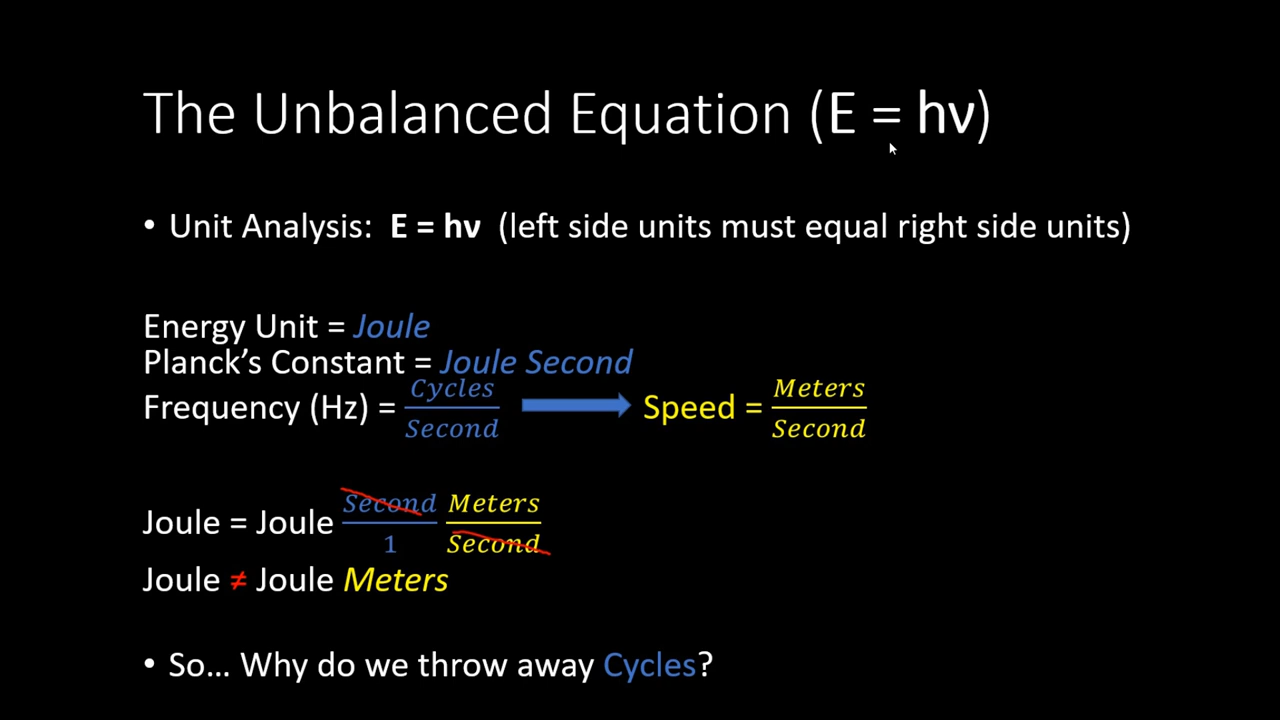 The Unbalanced Equation (E = hν)
• Unit Analysis: E = hν (left side units must equal right side units)
Energy Unit = Joule
Planck’s Constant = Joule Second
Frequency (Hz) = Cycles/Second Speed = Meters/Second
Joule = Joule Second/1 Meters/Second
Joule ≠ Joule Meters
• So... Why do we throw away Cycles?